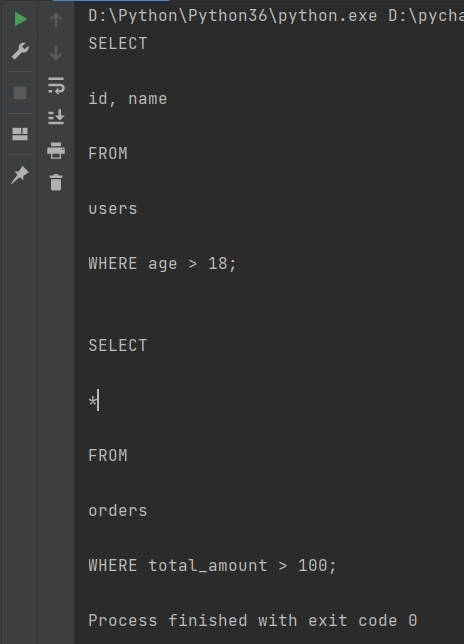 D:\Python\Python36\python.exe D:\pycha
SELECT
id, name
FROM
users
WHERE age > 18;
SELECT
*
FROM
orders
WHERE total_amount > 100;
Process finished with exit code 0